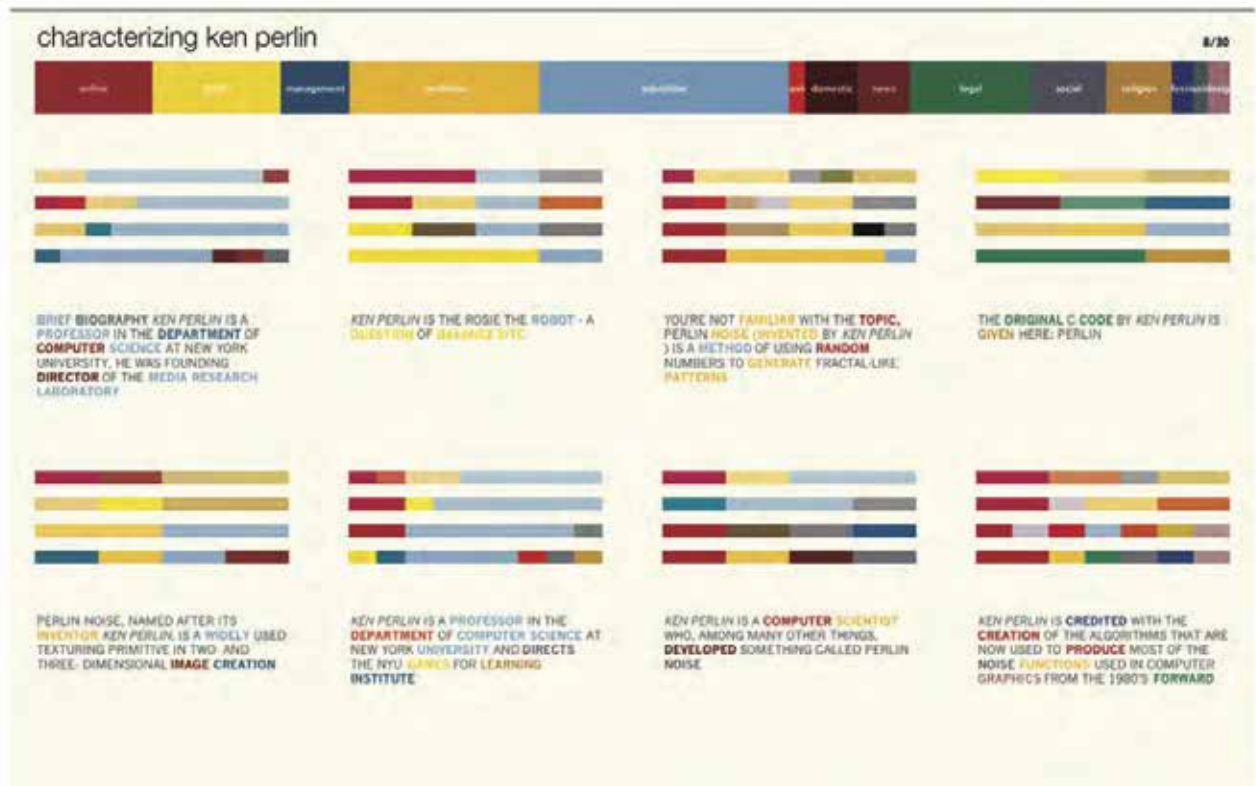 characterizing ken perlin
8/30
online
management
education
domestic
news
legal
social
religion
BRIEF BIOGRAPHY KEN PERLIN IS A
PROFESSOR IN THE DEPARTMENT OF
COMPUTER SCIENCE AT NEW YORK
UNIVERSITY. HE WAS FOUNDING
DIRECTOR OF THE MEDIA RESEARCH
LABORATORY
KEN PERLIN IS THE ROSIE THE ROBOT - A
QUESTION OF BALANCE SITC
YOU'RE NOT FAMILIAR WITH THE TOPIC,
PERLIN NOISE (INVENTED BY KEN PERLIN
) IS A METHOD OF USING RANDOM
NUMBERS TO GENERATE FRACTAL-LIKE
PATTERNS
THE ORIGINAL C CODE BY KEN PERLIN IS
GIVEN HERE: PERLIN
PERLIN NOISE, NAMED AFTER ITS
INVENTOR KEN PERLIN, IS A WIDELY USED
TEXTURING PRIMITIVE IN TWO- AND
THREE- DIMENSIONAL IMAGE CREATION
KEN PERLIN IS A PROFESSOR IN THE
DEPARTMENT OF COMPUTER SCIENCE AT
NEW YORK UNIVERSITY AND DIRECTS
THE NYU GAMES FOR LEARNING
INSTITUTE
KEN PERLIN IS A COMPUTER SCIENTIST
WHO, AMONG MANY OTHER THINGS,
DEVELOPED SOMETHING CALLED PERLIN
NOISE
KEN PERLIN IS CREDITED WITH THE
CREATION OF THE ALGORITHMS THAT ARE
NOW USED TO PRODUCE MOST OF THE
NOISE FUNCTIONS USED IN COMPUTER
GRAPHICS FROM THE 1980'S FORWARD